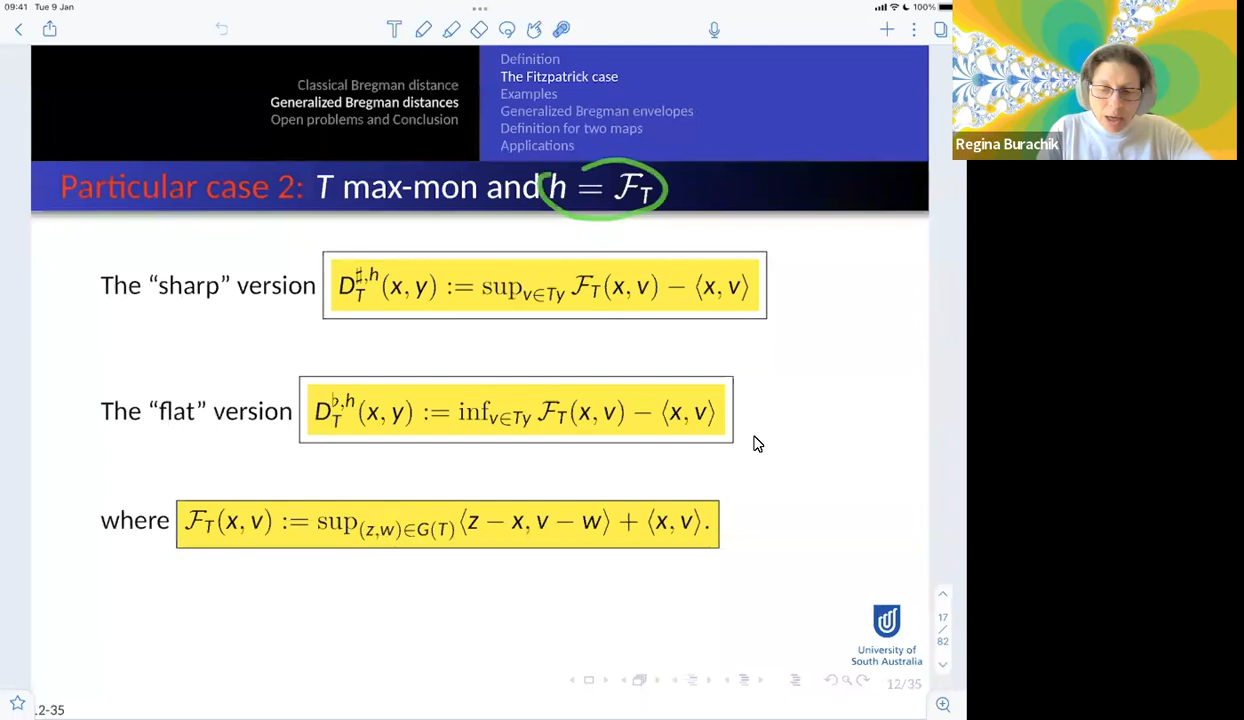 09:41 Tue 9 Jan
100%
Classical Bregman distance
Generalized Bregman distances
Open problems and Conclusion
Definition
The Fitzpatrick case
Examples
Generalized Bregman envelopes
Definition for two maps
Applications
Regina Burachik
Particular case 2: T max-mon and h = ℱ_T
The “sharp” version D_T^{♯,h}(x, y) := sup_{v∈Ty} ℱ_T(x, v) − ⟨x, v⟩
The “flat” version D_T^{♭,h}(x, y) := inf_{v∈Ty} ℱ_T(x, v) − ⟨x, v⟩
where ℱ_T(x, v) := sup_{(z,w)∈G(T)} ⟨z − x, v − w⟩ + ⟨x, v⟩.
17
/
82
University of
South Australia
12/35
2-35